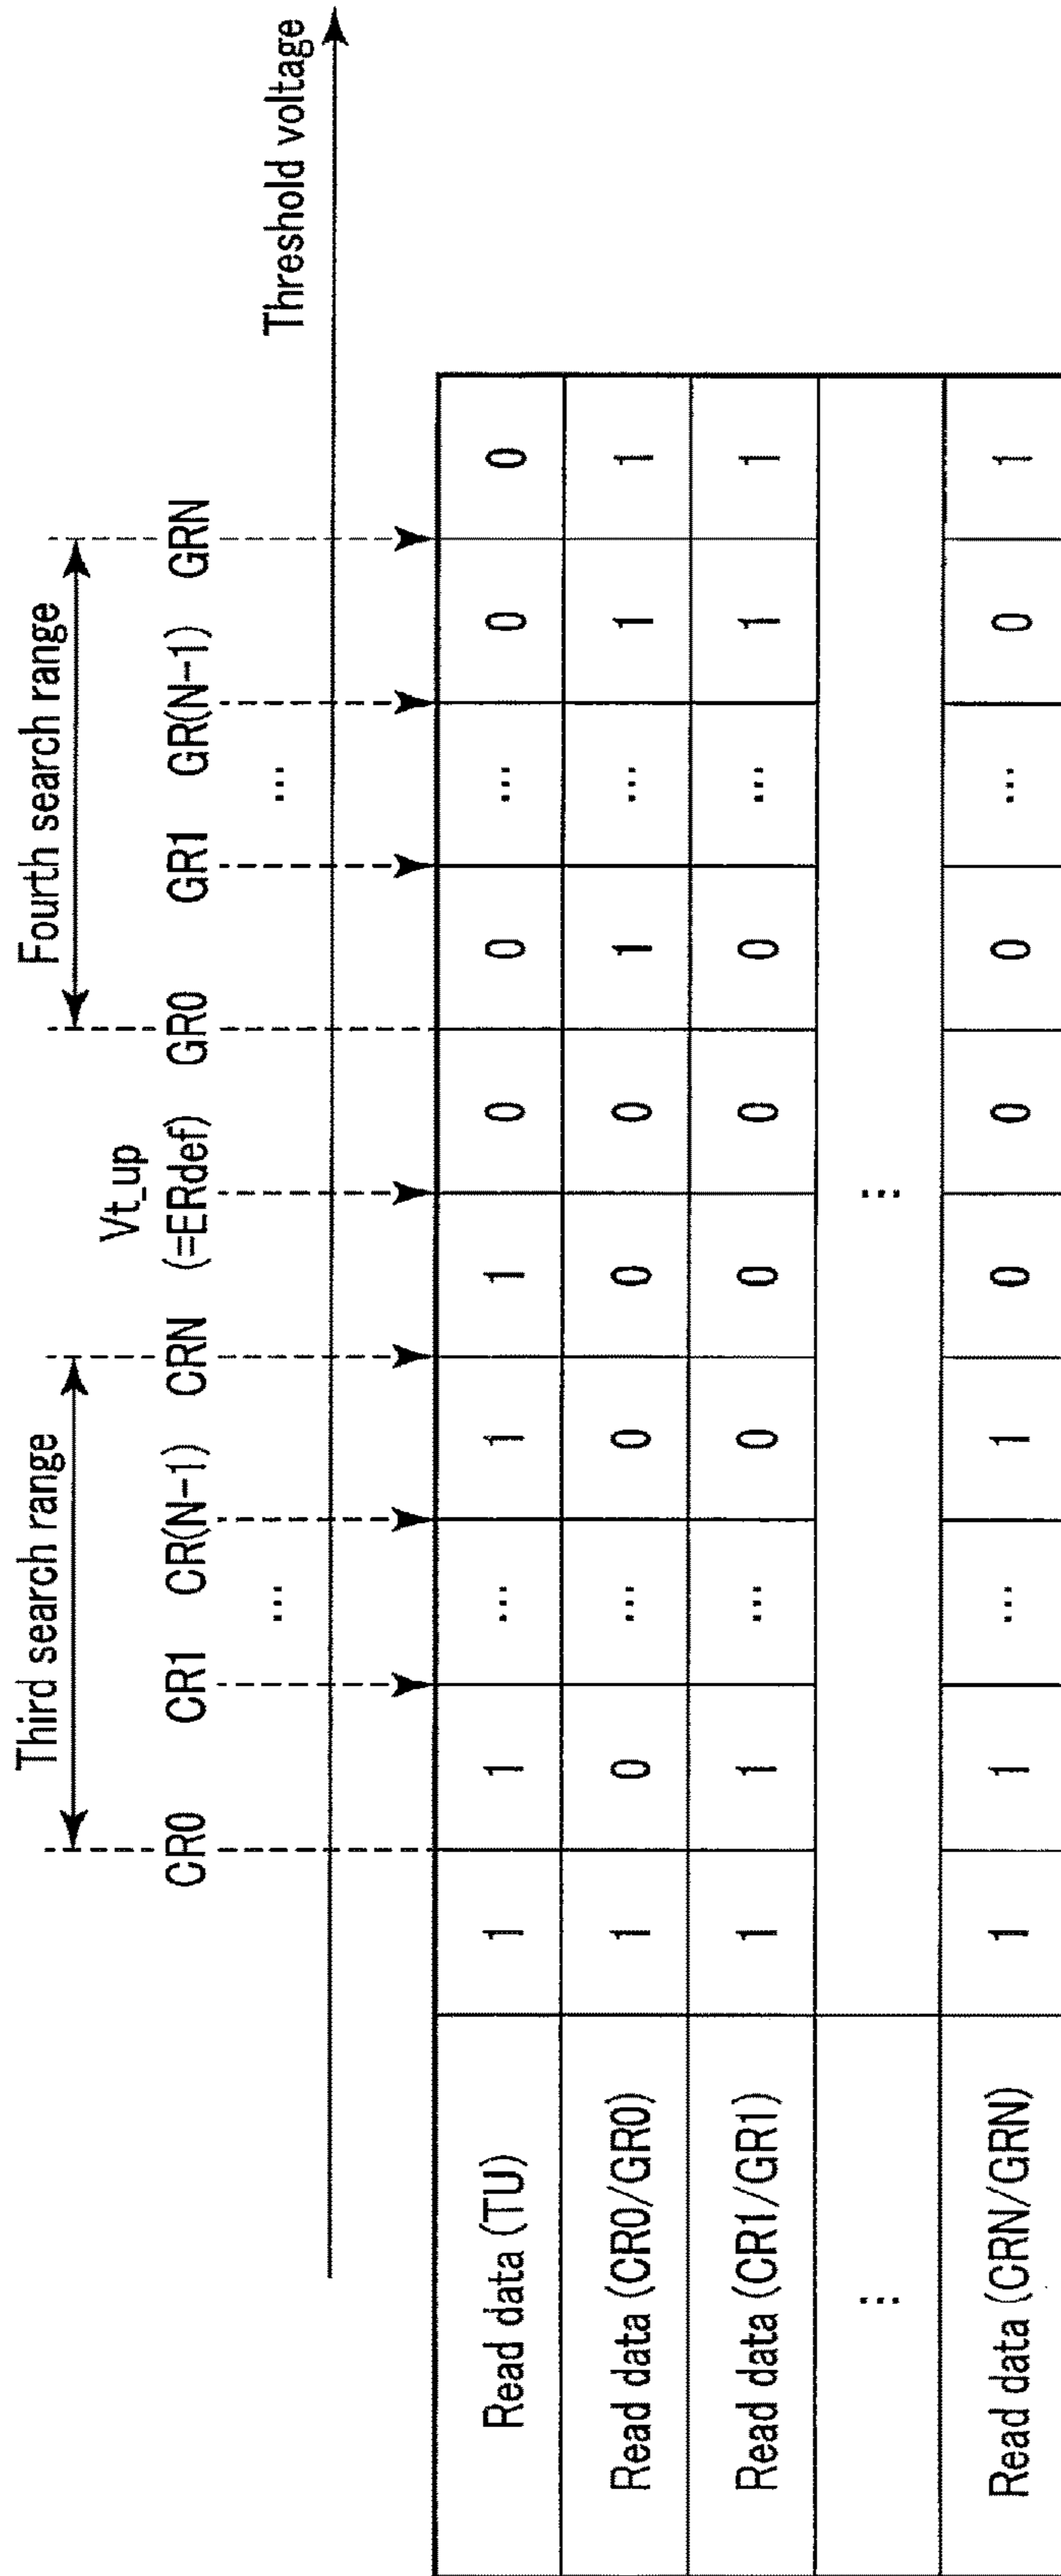 Third search range Fourth search range
Vt_up
CR0 CR1 CR(N-1) CRN (=ERdef) GR0 GR1 GR(N-1) GRN
... ...
Threshold voltage
Read data (TU) 1 1 ... 1 1 0 0 ... 0 0
Read data (CR0/GR0) 1 0 ... 0 0 0 1 ... 1 1
Read data (CR1/GR1) 1 1 ... 0 0 0 0 ... 1 1
... ...
Read data (CRN/GRN) 1 1 ... 1 0 0 0 ... 0 1